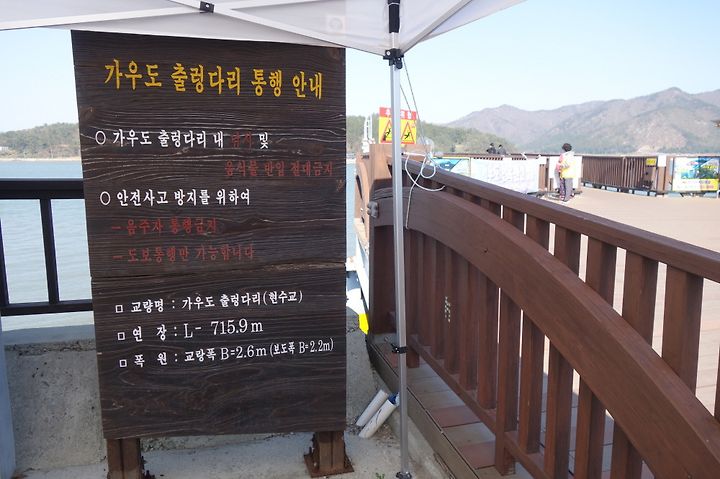 가우도 출렁다리 통행 안내
○ 가우도 출렁다리 내 및
음식물 반입 절대금지
○ 안전사고 방지를 위하여
- 음주자 통행금지
- 도보통행만 가능합니다
□ 교량명 : 가우도 출렁다리(현수교)
□ 연 장 : L- 715.9m
□ 폭 원 : 교량폭 B=2.6m (보도폭 B=2.2m)